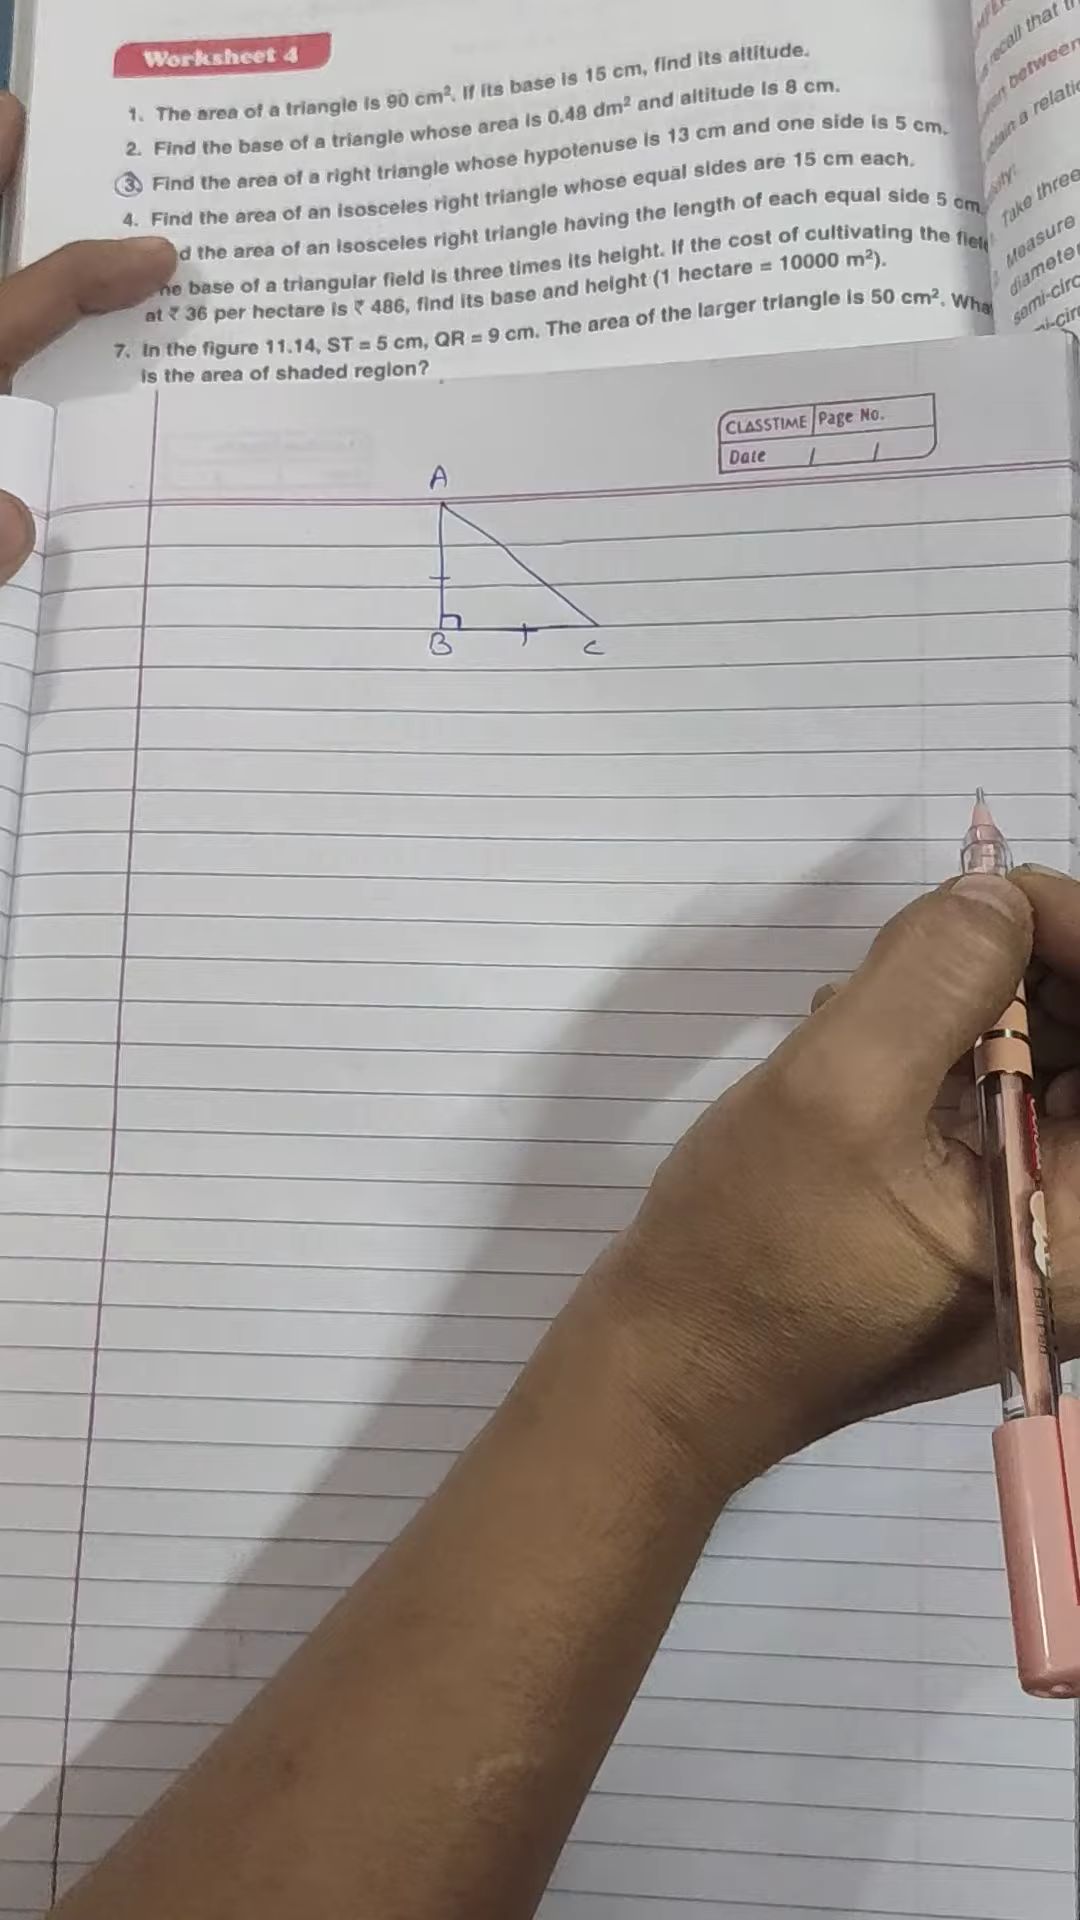 Worksheet 4
1. The area of a triangle is 90 cm². If its base is 15 cm, find its altitude.
2. Find the base of a triangle whose area is 0.48 dm² and altitude is 8 cm.
3. Find the area of a right triangle whose hypotenuse is 13 cm and one side is 5 cm.
4. Find the area of an isosceles right triangle whose equal sides are 15 cm each.
d the area of an isosceles right triangle having the length of each equal side 5 cm.
he base of a triangular field is three times its height. If the cost of cultivating the field
at ₹ 36 per hectare is ₹ 486, find its base and height (1 hectare = 10000 m²).
7. In the figure 11.14, ST = 5 cm, QR = 9 cm. The area of the larger triangle is 50 cm². What
is the area of shaded region?
recall that
between
a relati
Take three
Measure
diameter
semi-circ
CLASSTIME Page No.
Date / /
A
B C
Ball Pen